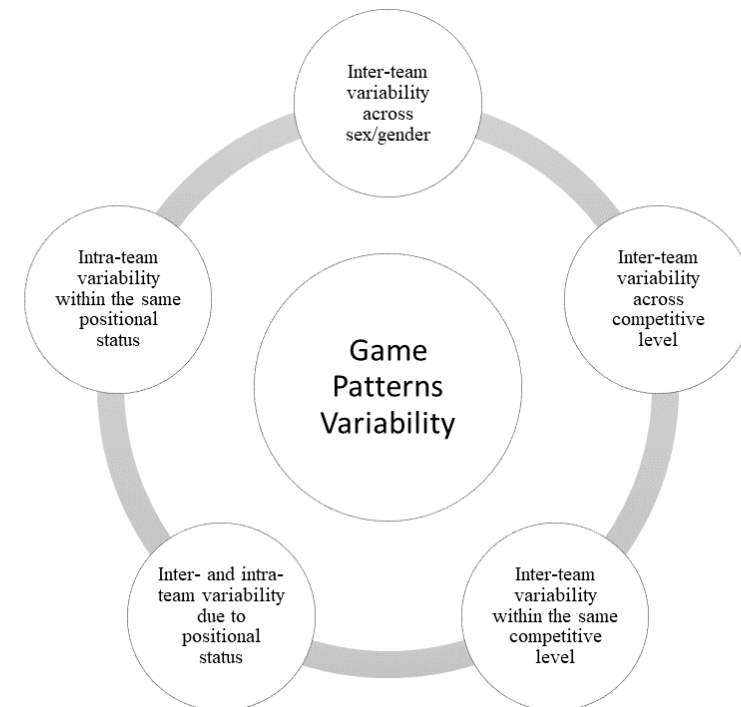 Inter-team
variability
across
sex/gender
Inter-team
variability
across
competitive
level
Inter-team
variability
within the same
competitive
level
Inter- and intra-
team variability
due to
positional
status
Intra-team
variability
within the same
positional
status
Game
Patterns
Variability